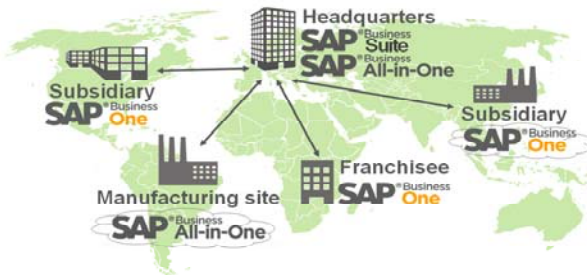 Headquarters
SAP® Business Suite
SAP® Business All-in-One
Subsidiary
SAP® Business One
Subsidiary
SAP® Business One
Manufacturing site
SAP® Business All-in-One
Franchisee
SAP® Business One